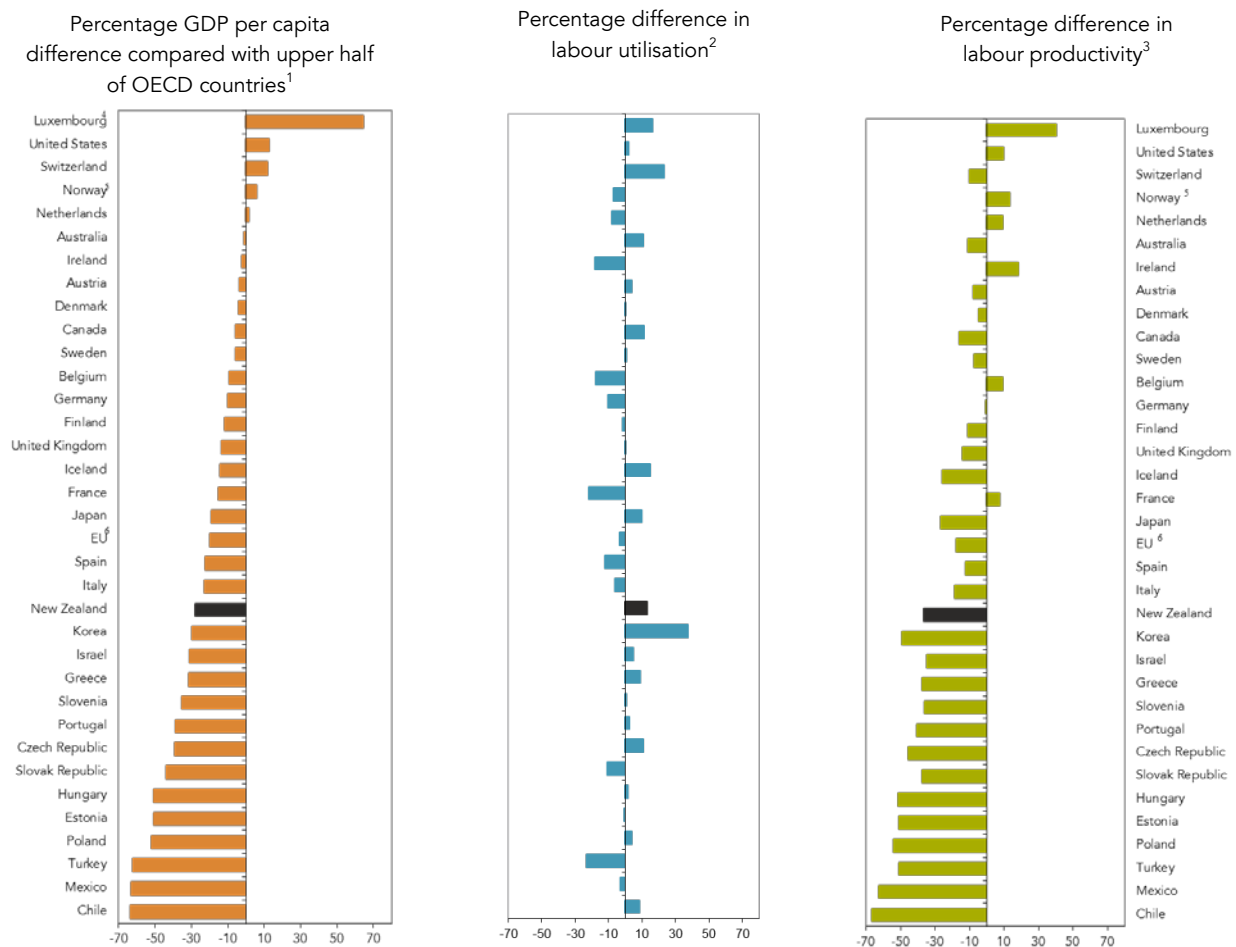 Percentage GDP per capita
difference compared with upper half
of OECD countries¹
Percentage difference in
labour utilisation²
Percentage difference in
labour productivity³
Luxembourg⁴
United States
Switzerland
Norway⁵
Netherlands
Australia
Ireland
Austria
Denmark
Canada
Sweden
Belgium
Germany
Finland
United Kingdom
Iceland
France
Japan
EU⁶
Spain
Italy
New Zealand
Korea
Israel
Greece
Slovenia
Portugal
Czech Republic
Slovak Republic
Hungary
Estonia
Poland
Turkey
Mexico
Chile
-70 -50 -30 -10 10 30 50 70
-70 -50 -30 -10 10 30 50 70
Luxembourg
United States
Switzerland
Norway ⁵
Netherlands
Australia
Ireland
Austria
Denmark
Canada
Sweden
Belgium
Germany
Finland
United Kingdom
Iceland
France
Japan
EU ⁶
Spain
Italy
New Zealand
Korea
Israel
Greece
Slovenia
Portugal
Czech Republic
Slovak Republic
Hungary
Estonia
Poland
Turkey
Mexico
Chile
-70 -50 -30 -10 10 30 50 70